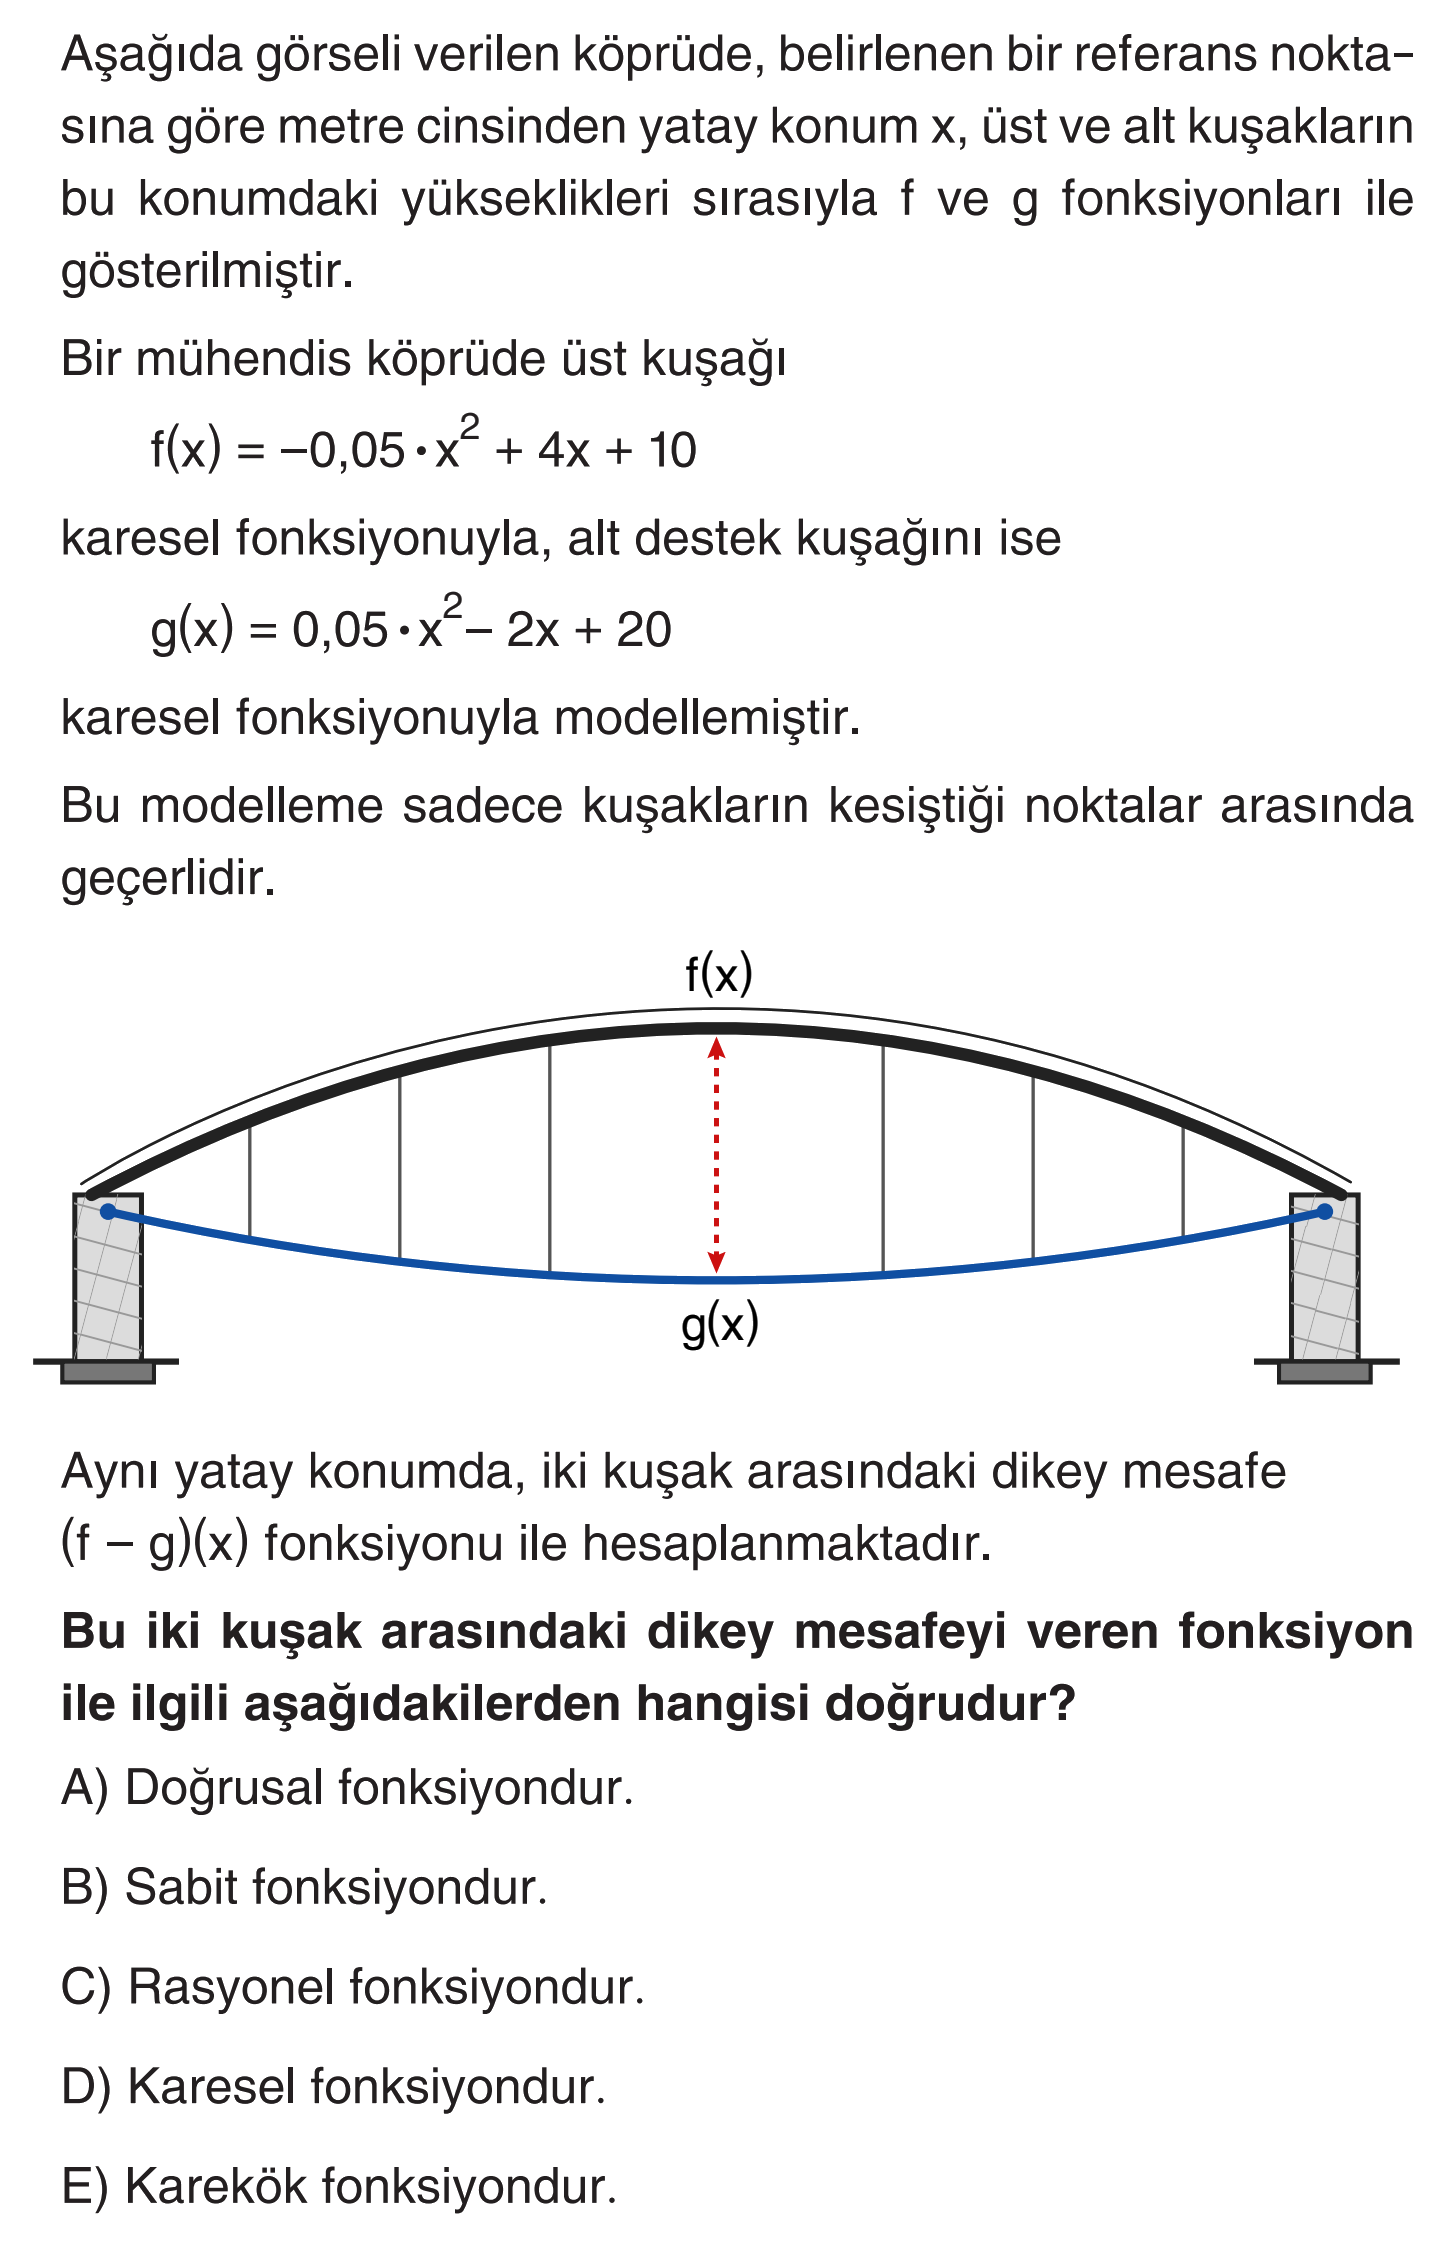 Aşağıda görseli verilen köprüde, belirlenen bir referans nokta-
sına göre metre cinsinden yatay konum x, üst ve alt kuşakların
bu konumdaki yükseklikleri sırasıyla f ve g fonksiyonları ile
gösterilmiştir.
Bir mühendis köprüde üst kuşağı
f(x) = –0,05·x² + 4x + 10
karesel fonksiyonuyla, alt destek kuşağını ise
g(x) = 0,05·x² – 2x + 20
karesel fonksiyonuyla modellemiştir.
Bu modelleme sadece kuşakların kesiştiği noktalar arasında
geçerlidir.
f(x)
g(x)
Aynı yatay konumda, iki kuşak arasındaki dikey mesafe
(f – g)(x) fonksiyonu ile hesaplanmaktadır.
Bu iki kuşak arasındaki dikey mesafeyi veren fonksiyon
ile ilgili aşağıdakilerden hangisi doğrudur?
A) Doğrusal fonksiyondur.
B) Sabit fonksiyondur.
C) Rasyonel fonksiyondur.
D) Karesel fonksiyondur.
E) Karekök fonksiyondur.